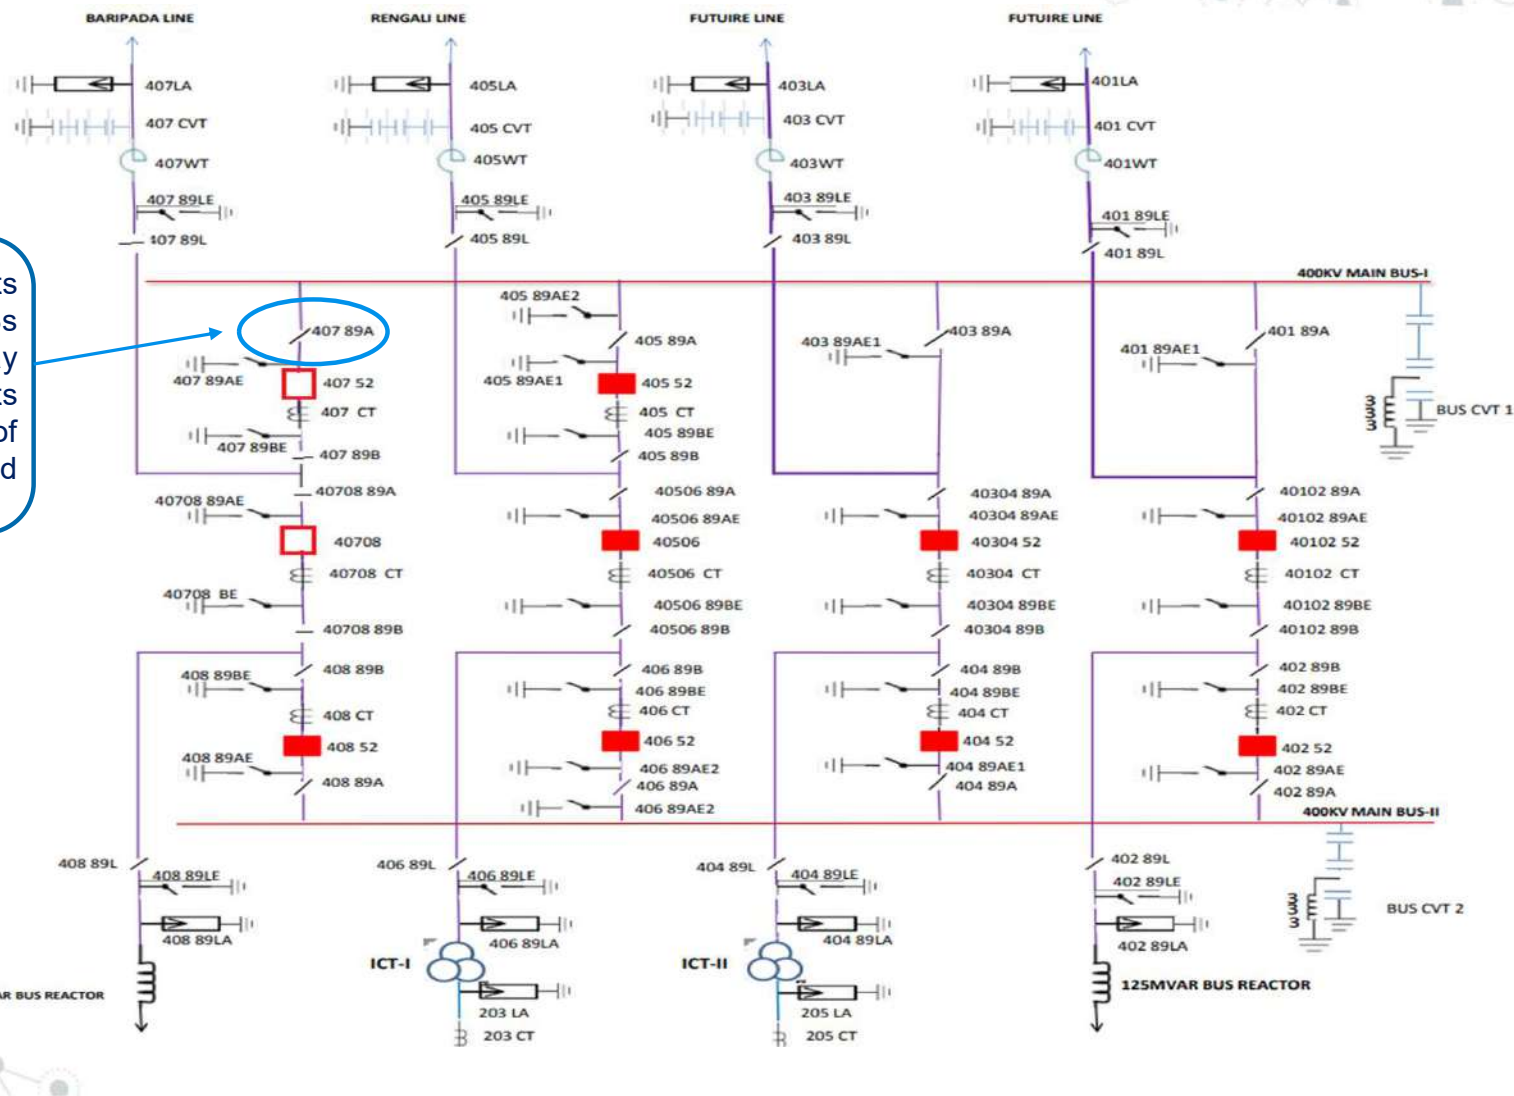 BARIPADA LINE
RENGALI LINE
FUTUIRE LINE
FUTUIRE LINE
407LA
405LA
403LA
401LA
407 CVT
405 CVT
403 CVT
401 CVT
407WT
405WT
403WT
401WT
407 89LE
405 89LE
403 89LE
401 89LE
407 89L
405 89L
403 89L
401 89L
400KV MAIN BUS-I
405 89AE2
407 89A
405 89A
403 89AE1
403 89A
401 89AE1
401 89A
407 89AE
407 52
405 89AE1
405 52
407 CT
405 CT
BUS CVT 1
407 89BE
405 89BE
407 89B
405 89B
of
40708 89A
40506 89A
40304 89A
40102 89A
40708 89AE
40506 89AE
40304 89AE
40102 89AE
40708
40506
40304 52
40102 52
40708 CT
40506 CT
40304 CT
40102 CT
40708 BE
40506 89BE
40304 89BE
40102 89BE
40708 89B
40506 89B
40304 89B
40102 89B
408 89BE
408 89B
406 89B
404 89B
402 89B
406 89BE
404 89BE
402 89BE
408 CT
406 CT
404 CT
402 CT
408 52
406 52
404 52
402 52
408 89AE
406 89AE2
404 89AE1
402 89AE
408 89A
406 89A
404 89A
402 89A
406 89AE2
400KV MAIN BUS-II
408 89L
406 89L
404 89L
402 89L
408 89LE
406 89LE
404 89LE
402 89LE
BUS CVT 2
408 89LA
406 89LA
404 89LA
402 89LA
ICT-I
ICT-II
BUS REACTOR
125MVAR BUS REACTOR
203 LA
205 LA
203 CT
205 CT